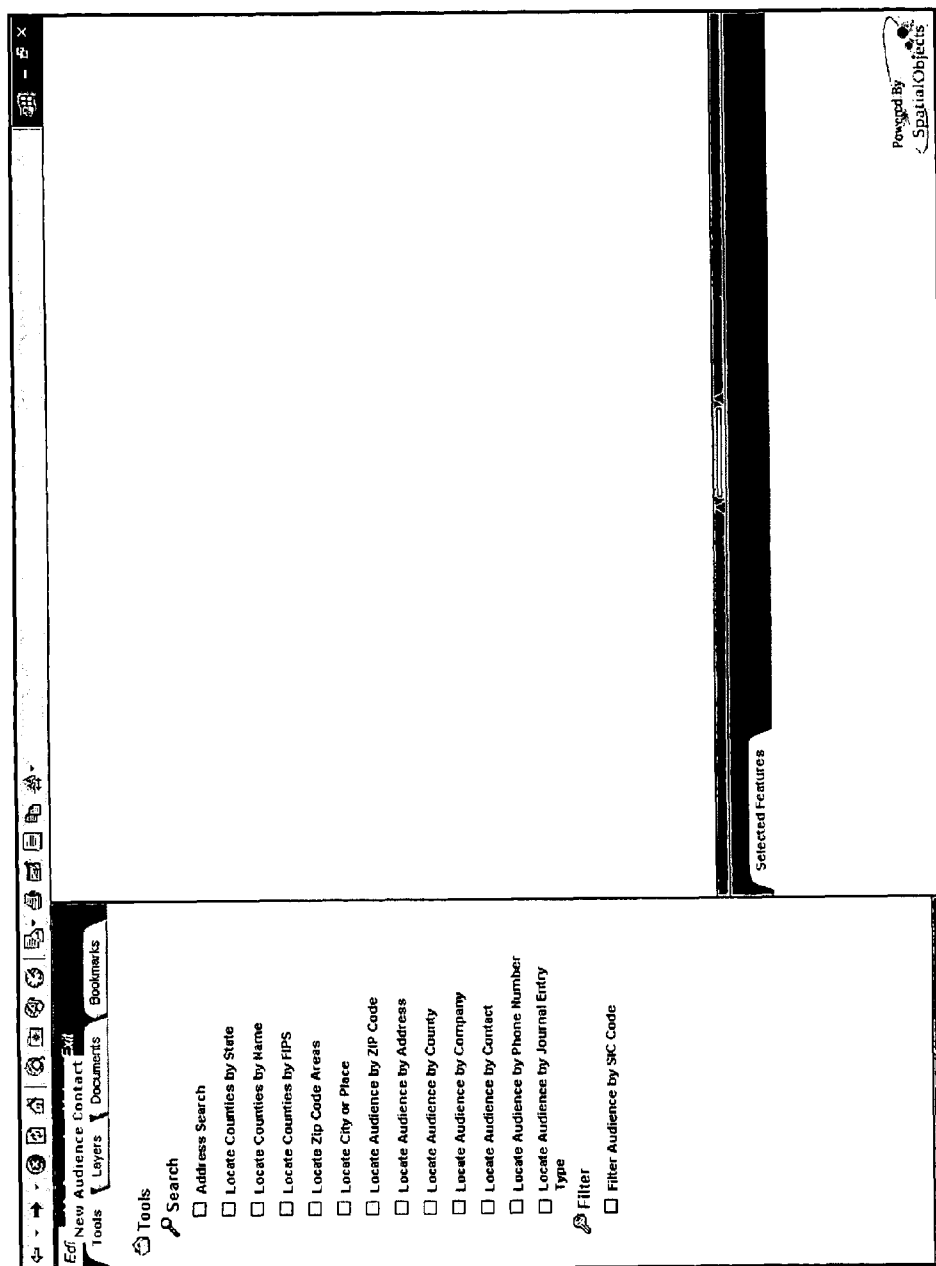 Edi
Exit
New Audience Contact
Tools
Layers
Documents
Bookmarks
Tools
Search
Address Search
Locate Counties by State
Locate Counties by Name
Locate Counties by FIPS
Locate Zip Code Areas
Locate City or Place
Locate Audience by ZIP Code
Locate Audience by Address
Locate Audience by County
Locate Audience by Company
Locate Audience by Contact
Locate Audience by Phone Number
Locate Audience by Journal Entry
Type
Filter
Filter Audience by SIC Code
Selected Features
Powered By
SpatialObjects